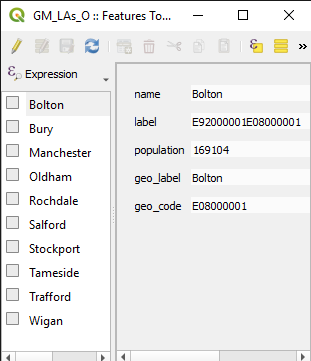 GM_LAs_O :: Features To...
Expression
Bolton
Bury
Manchester
Oldham
Rochdale
Salford
Stockport
Tameside
Trafford
Wigan
name Bolton
label E92000001E08000001
population 169104
geo_label Bolton
geo_code E08000001